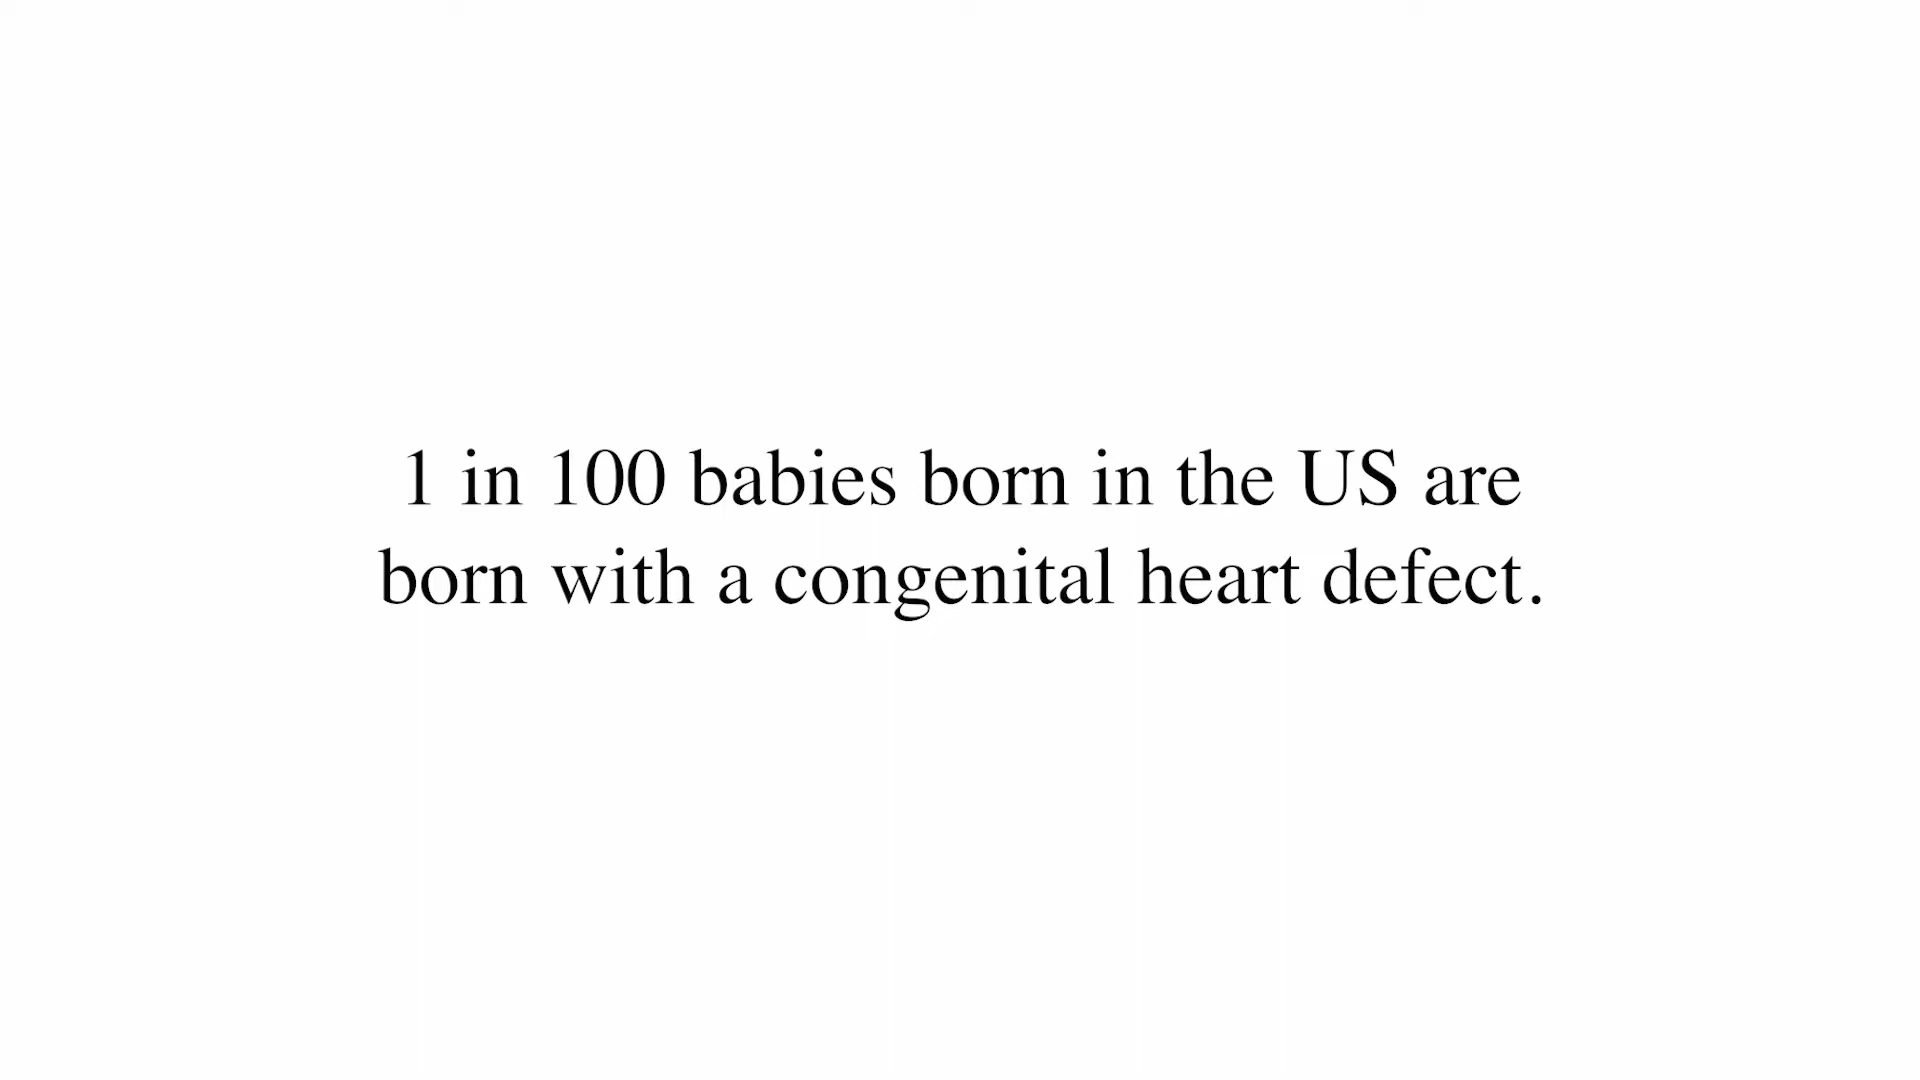 1 in 100 babies born in the US are
born with a congenital heart defect.